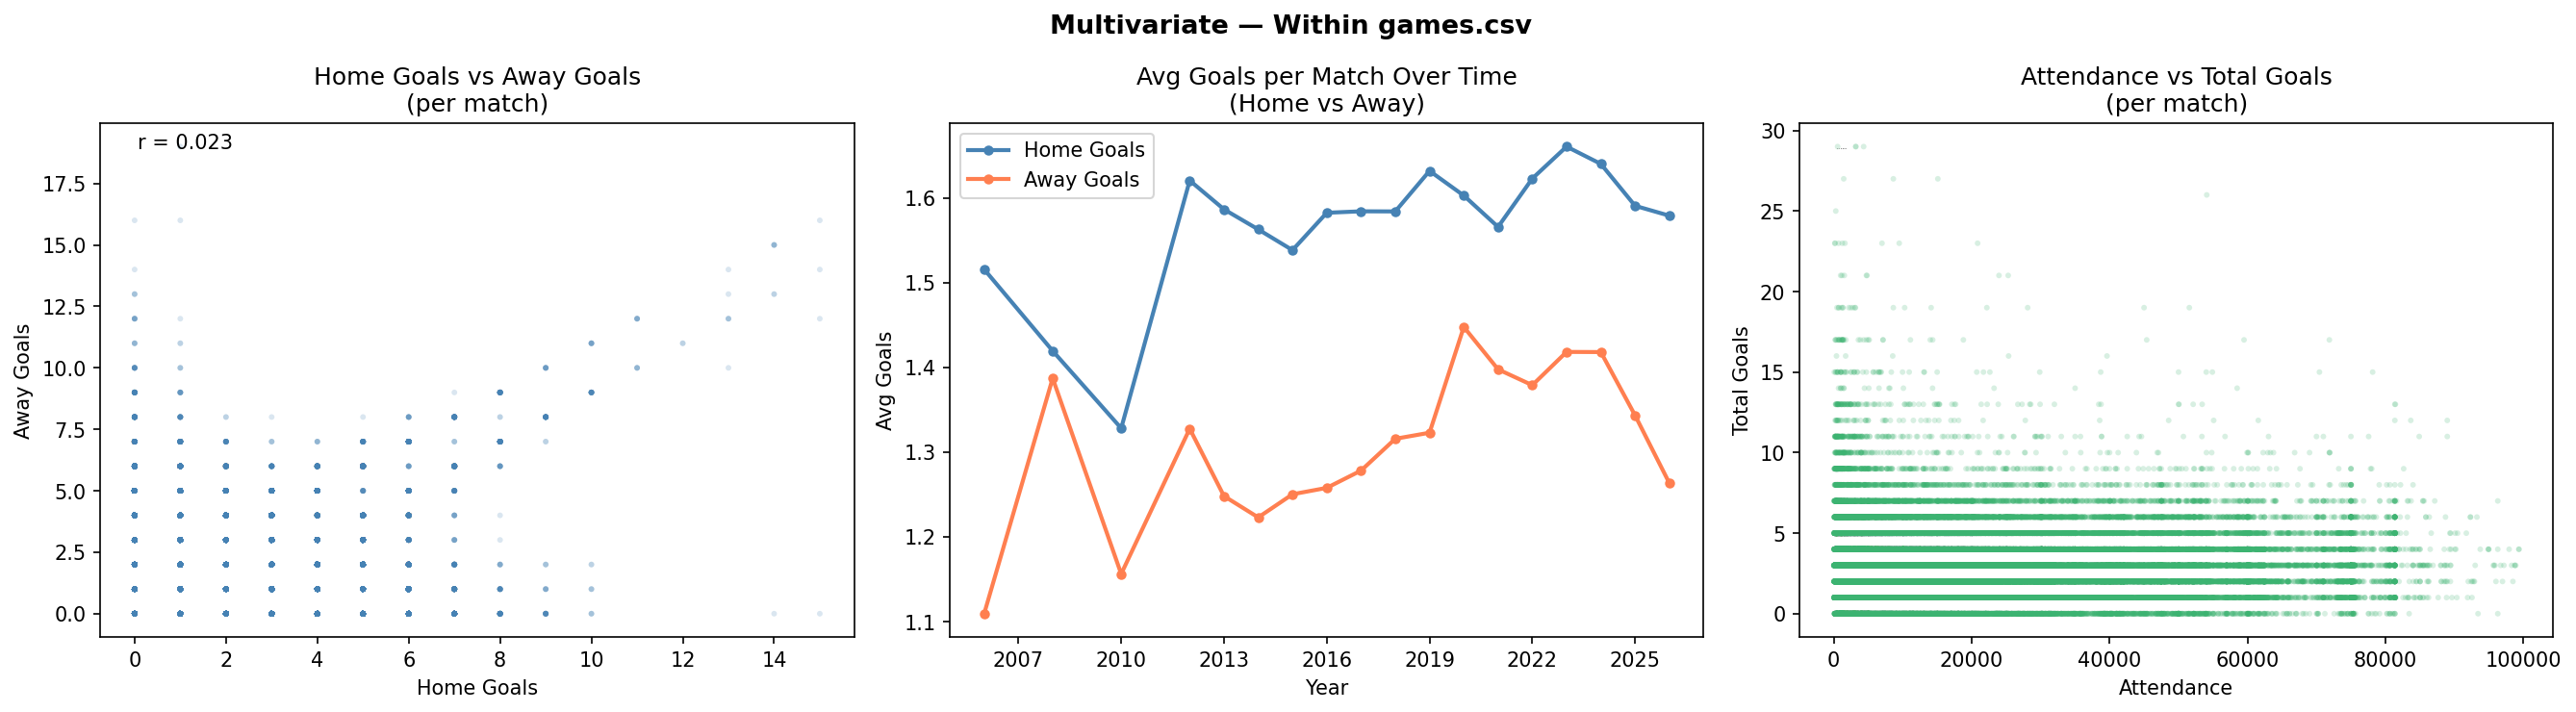 Multivariate — Within games.csv
Home Goals vs Away Goals
(per match)
r = 0.023
17.5
15.0
12.5
10.0
7.5
5.0
2.5
0.0
Away Goals
0 2 4 6 8 10 12 14
Home Goals
Avg Goals per Match Over Time
(Home vs Away)
Home Goals
Away Goals
1.6
1.5
1.4
1.3
1.2
1.1
Avg Goals
2007 2010 2013 2016 2019 2022 2025
Year
Attendance vs Total Goals
(per match)
30
25
20
15
10
5
0
Total Goals
0 20000 40000 60000 80000 100000
Attendance